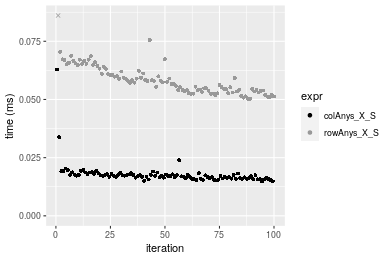 0.075
0.050
0.025
0.000
time (ms)
0
25
50
75
100
iteration
expr
colAnys_X_S
rowAnys_X_S